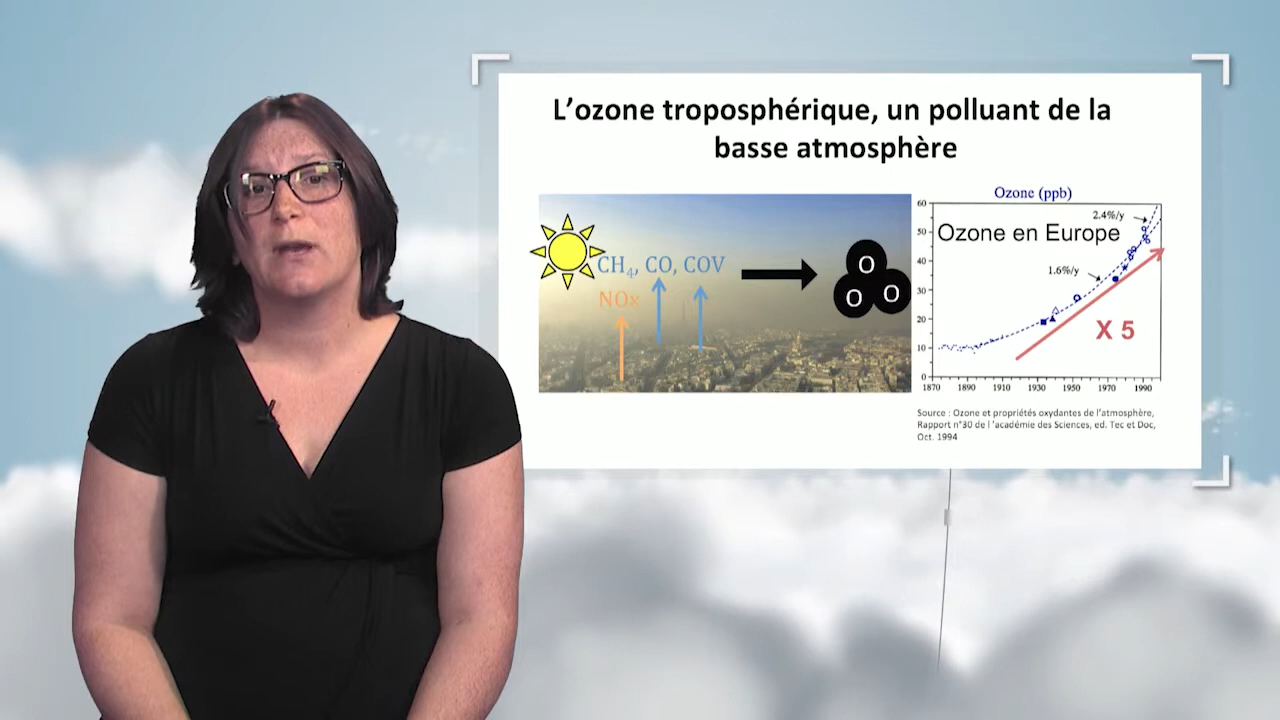 L'ozone troposphérique, un polluant de la
basse atmosphère
CH4, CO, COV
NOx
O
O
O
Ozone (ppb)
Ozone en Europe
2.4%/y
1.6%/y
X 5
60
50
40
30
20
10
0
1870 1890 1910 1930 1950 1970 1990
Source : Ozone et propriétés oxydantes de l'atmosphère,
Rapport n°30 de l 'académie des Sciences, ed. Tec et Doc,
Oct. 1994